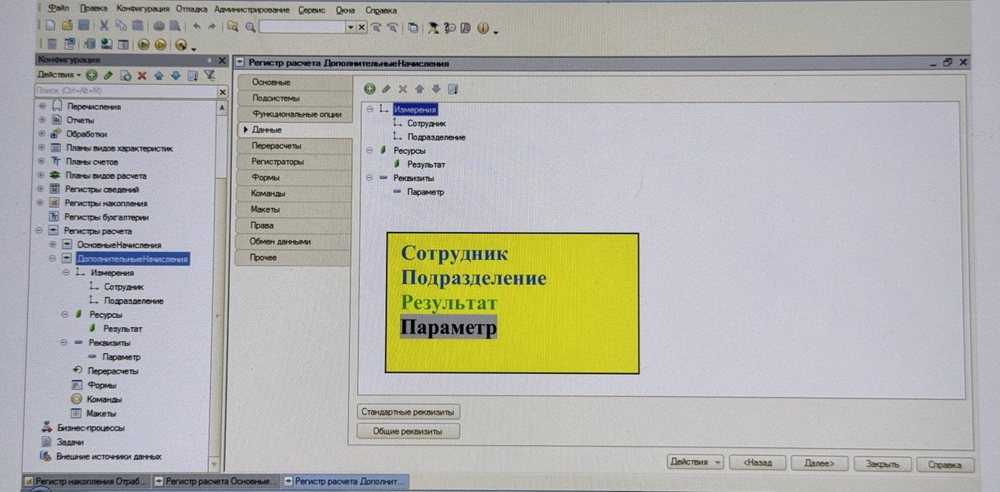 Файл Правка Конфигурация Отладка Администрирование Сервис Окна Справка
Конфигурация
Действия
Поиск (Ctrl+Alt+M)
Перечисления
Отчеты
Обработки
Планы видов характеристик
Планы счетов
Планы видов расчета
Регистры сведений
Регистры накопления
Регистры бухгалтерии
Регистры расчета
ОсновныеНачисления
ДополнительныеНачисления
Измерения
Сотрудник
Подразделение
Ресурсы
Результат
Реквизиты
Параметр
Перерасчеты
Формы
Команды
Макеты
Бизнес-процессы
Задачи
Внешние источники данных
Регистр расчета ДополнительныеНачисления
Основные
Подсистемы
Функциональные опции
Данные
Перерасчеты
Регистраторы
Формы
Команды
Макеты
Права
Обмен данными
Прочее
Измерения
Сотрудник
Подразделение
Ресурсы
Результат
Реквизиты
Параметр
Сотрудник
Подразделение
Результат
Параметр
Стандартные реквизиты
Общие реквизиты
Действия <Назад Далее> Закрыть Справка
Регистр накопления Отраб... Регистр расчета Основные... Регистр расчета Дополнит...